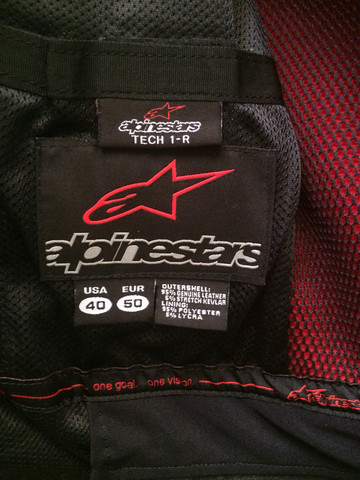 alpinestars
TECH 1-R
alpinestars
USA EUR
40 50
OUTERSHELL:
95% GENUINE LEATHER
5% STRETCH KEVLAR
LINING:
95% POLYESTER
5% LYCRA
one goal. one vision
alpinestars